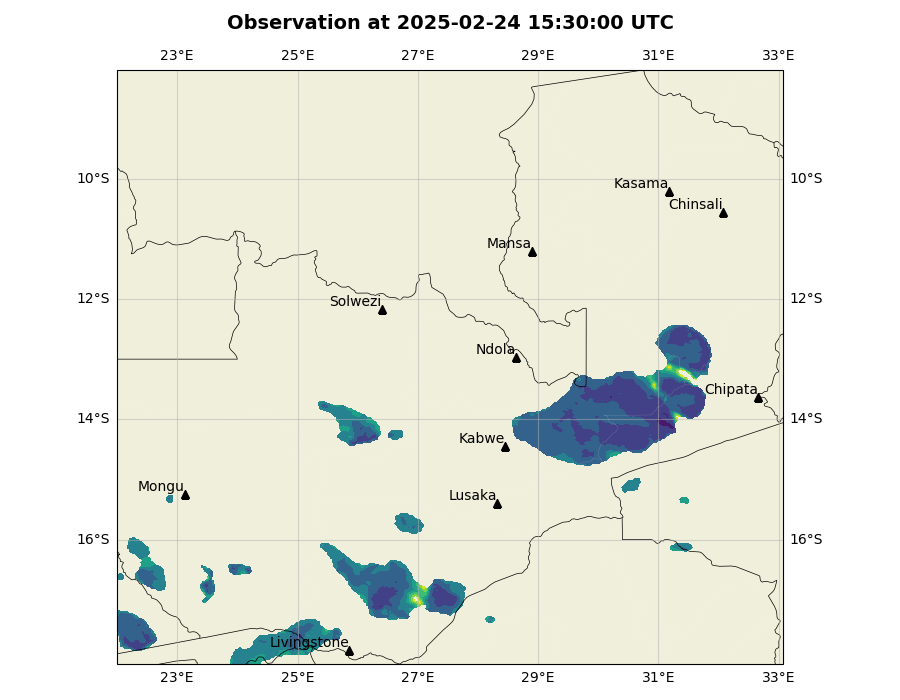 Observation at 2025-02-24 15:30:00 UTC
23°E 25°E 27°E 29°E 31°E 33°E
10°S 10°S
Kasama
Chinsali
Mansa
12°S 12°S
Solwezi
Ndola
Chipata
14°S 14°S
Kabwe
Mongu
Lusaka
16°S 16°S
Livingstone
23°E 25°E 27°E 29°E 31°E 33°E